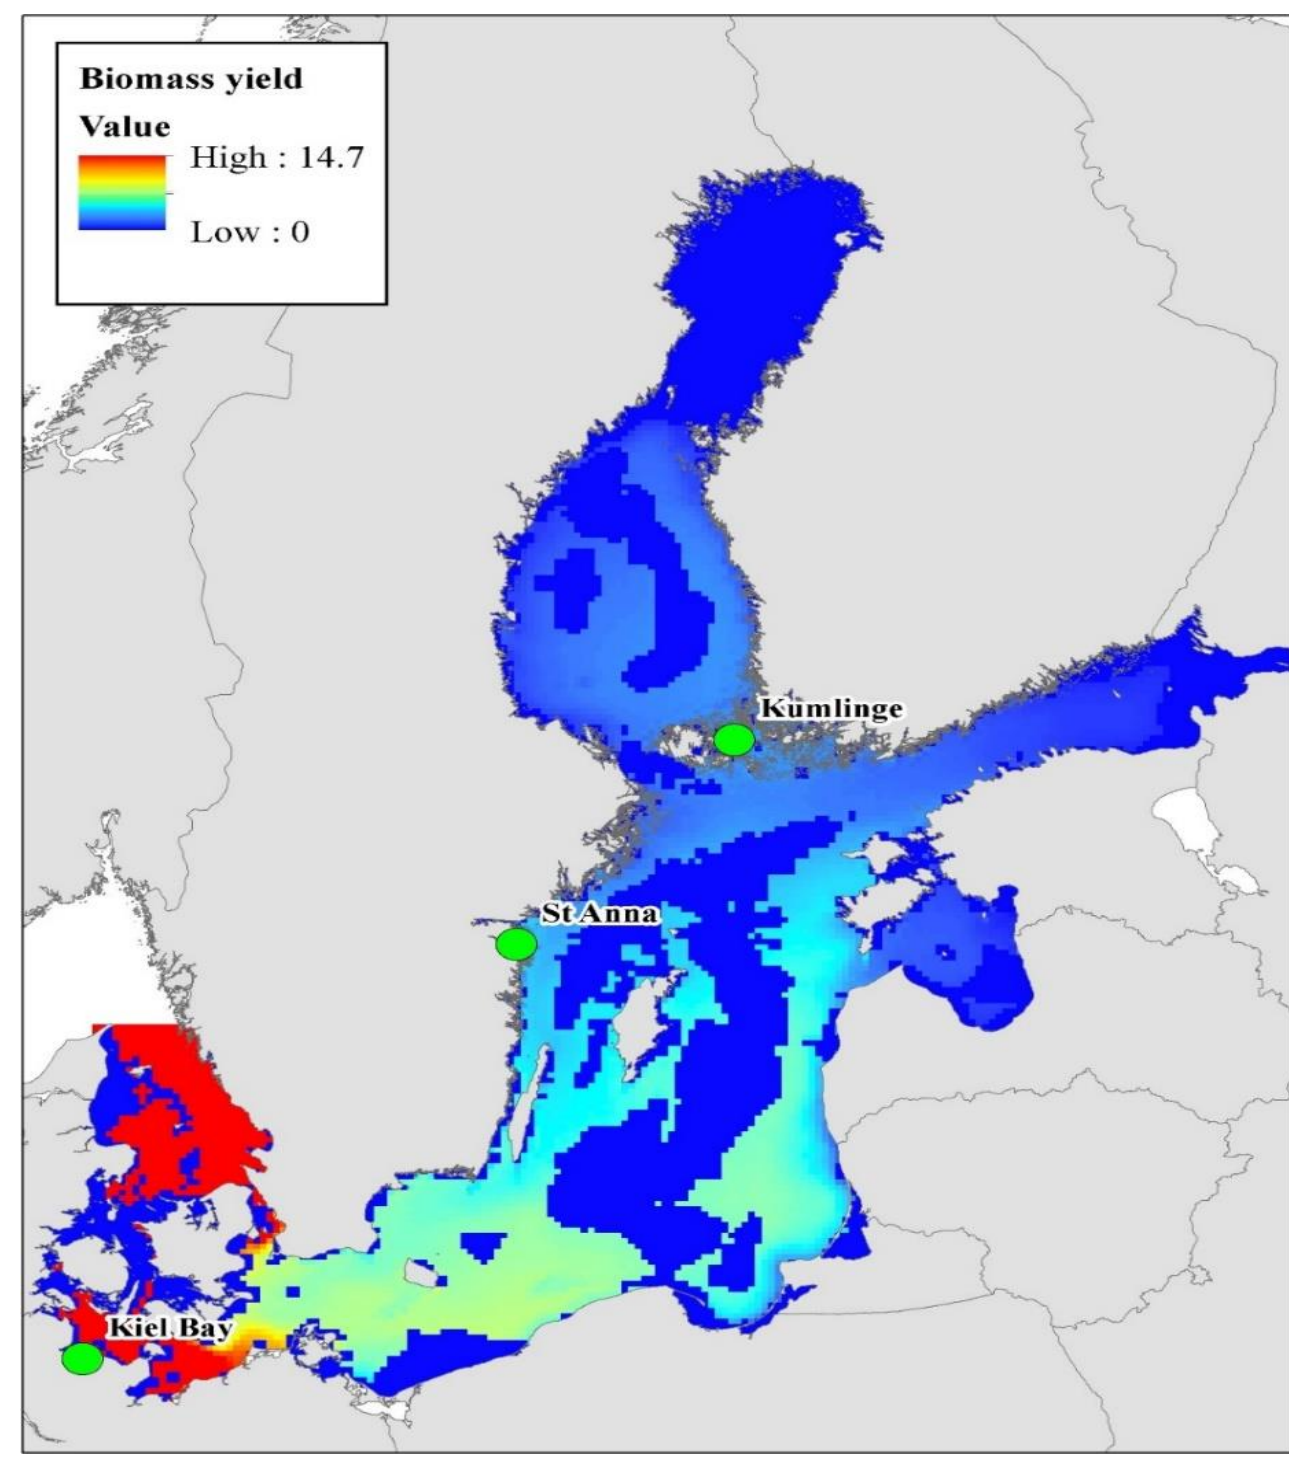 Biomass yield
Value
High : 14.7
Low : 0
Kumlinge
St Anna
Kiel Bay